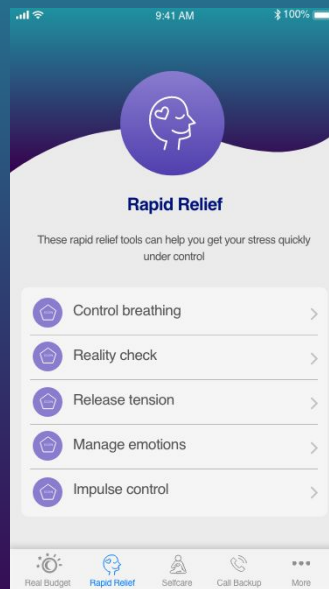 9:41 AM
100%
Rapid Relief
These rapid relief tools can help you get your stress quickly
under control
Control breathing
Reality check
Release tension
Manage emotions
Impulse control
Real Budget
Rapid Relief
Selfcare
Call Backup
More